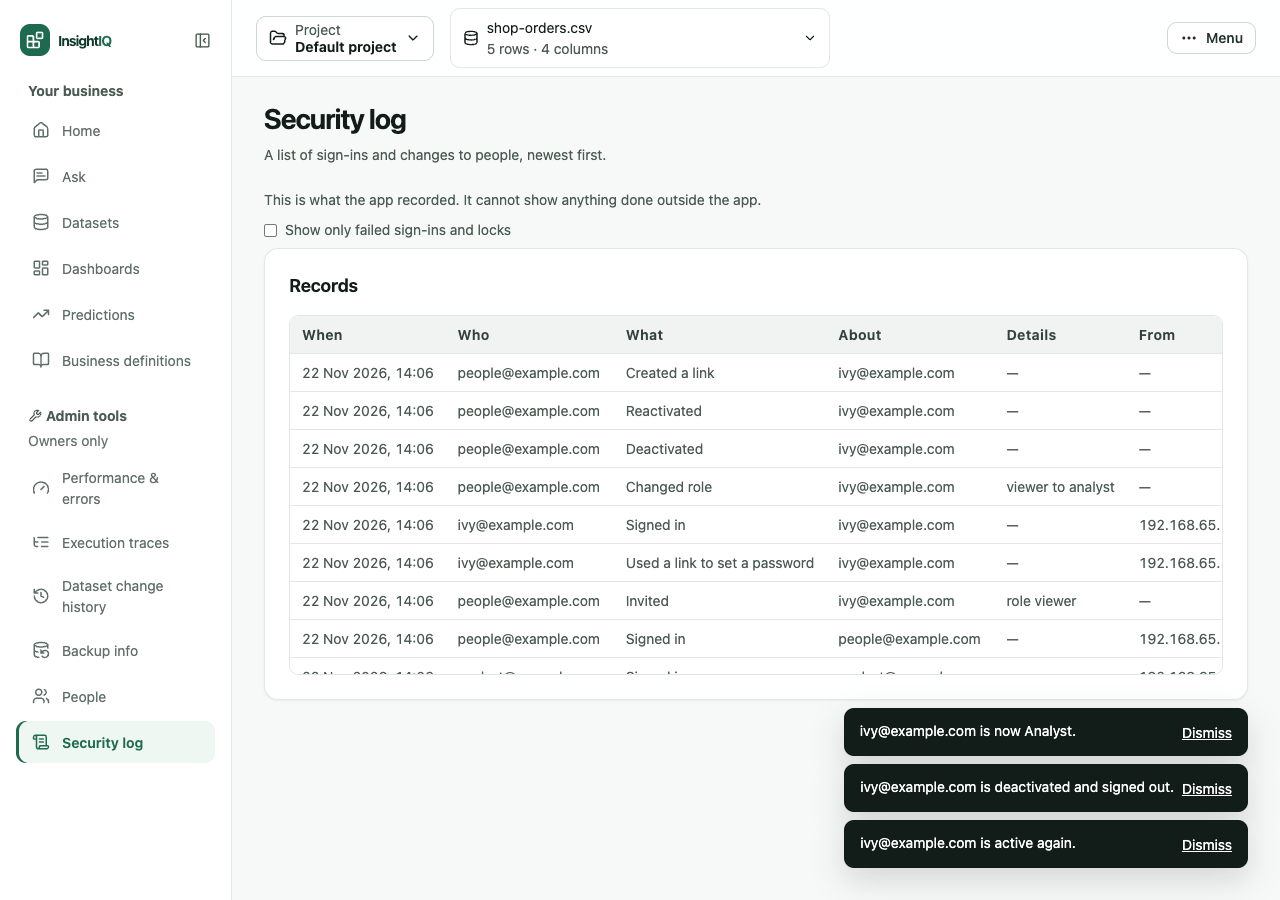 InsightIQ
Project
Default project
shop-orders.csv
5 rows · 4 columns
Menu
Your business
Home
Ask
Datasets
Dashboards
Predictions
Business definitions
Admin tools
Owners only
Performance &
errors
Execution traces
Dataset change
history
Backup info
People
Security log
Security log
A list of sign-ins and changes to people, newest first.
This is what the app recorded. It cannot show anything done outside the app.
Show only failed sign-ins and locks
Records
When Who What About Details From
22 Nov 2026, 14:06 people@example.com Created a link ivy@example.com — —
22 Nov 2026, 14:06 people@example.com Reactivated ivy@example.com — —
22 Nov 2026, 14:06 people@example.com Deactivated ivy@example.com — —
22 Nov 2026, 14:06 people@example.com Changed role ivy@example.com viewer to analyst —
22 Nov 2026, 14:06 ivy@example.com Signed in ivy@example.com — 192.168.65.
22 Nov 2026, 14:06 ivy@example.com Used a link to set a password ivy@example.com — 192.168.65.
22 Nov 2026, 14:06 people@example.com Invited ivy@example.com role viewer —
22 Nov 2026, 14:06 people@example.com Signed in people@example.com — 192.168.65.
ivy@example.com is now Analyst. Dismiss
ivy@example.com is deactivated and signed out. Dismiss
ivy@example.com is active again. Dismiss